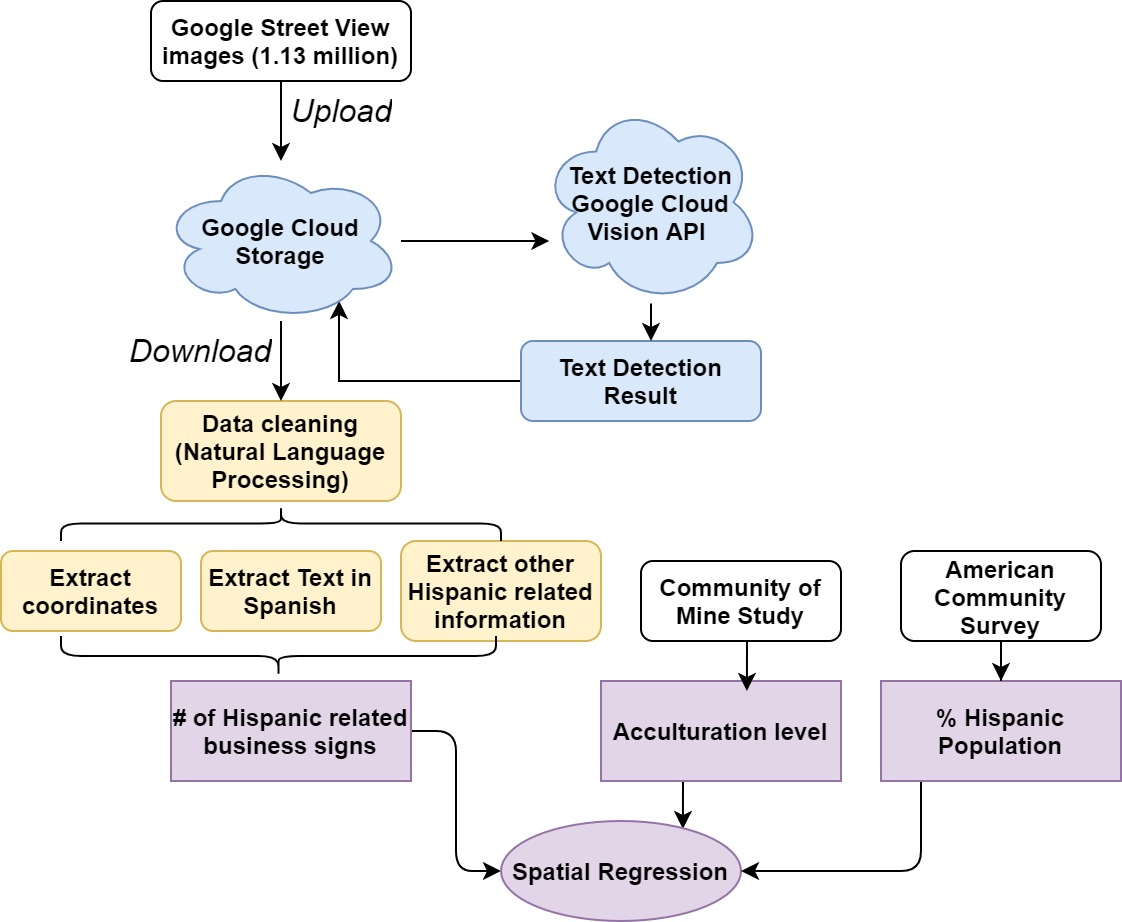 Google Street View
images (1.13 million)
Upload
Text Detection
Google Cloud
Vision API
Google Cloud
Storage
Download
Text Detection
Result
Data cleaning
(Natural Language
Processing)
Extract
coordinates
Extract Text in
Spanish
Extract other
Hispanic related
information
Community of
Mine Study
American
Community
Survey
# of Hispanic related
business signs
Acculturation level
% Hispanic
Population
Spatial Regression